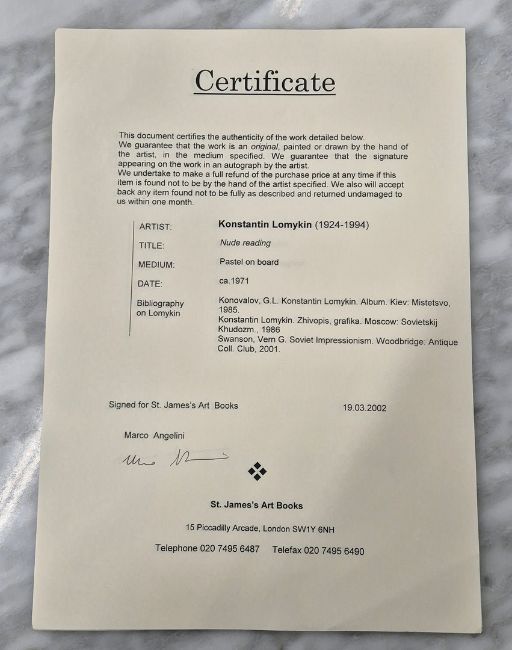 Certificate
This document certifies the authenticity of the work detailed below.
We guarantee that the work is an original, painted or drawn by the hand of
the artist, in the medium specified. We guarantee that the signature
appearing on the work in an autograph by the artist.
We undertake to make a full refund of the purchase price at any time if this
item is found not to be by the hand of the artist specified. We also will accept
back any item found not to be fully as described and returned undamaged to
us within one month.
ARTIST: Konstantin Lomykin (1924-1994)
TITLE: Nude reading
MEDIUM: Pastel on board
DATE: ca.1971
Bibliography on Lomykin
Konovalov, G.L. Konstantin Lomykin. Album. Kiev: Mistetsvo,
1985.
Konstantin Lomykin. Zhivopis, grafika. Moscow: Sovietskij
Khudozm., 1986
Swanson, Vern G. Soviet Impressionism. Woodbridge: Antique
Coll. Club, 2001.
Signed for St. James's Art Books 19.03.2002
Marco Angelini
St. James's Art Books
15 Piccadilly Arcade, London SW1Y 6NH
Telephone 020 7495 6487 Telefax 020 7495 6490